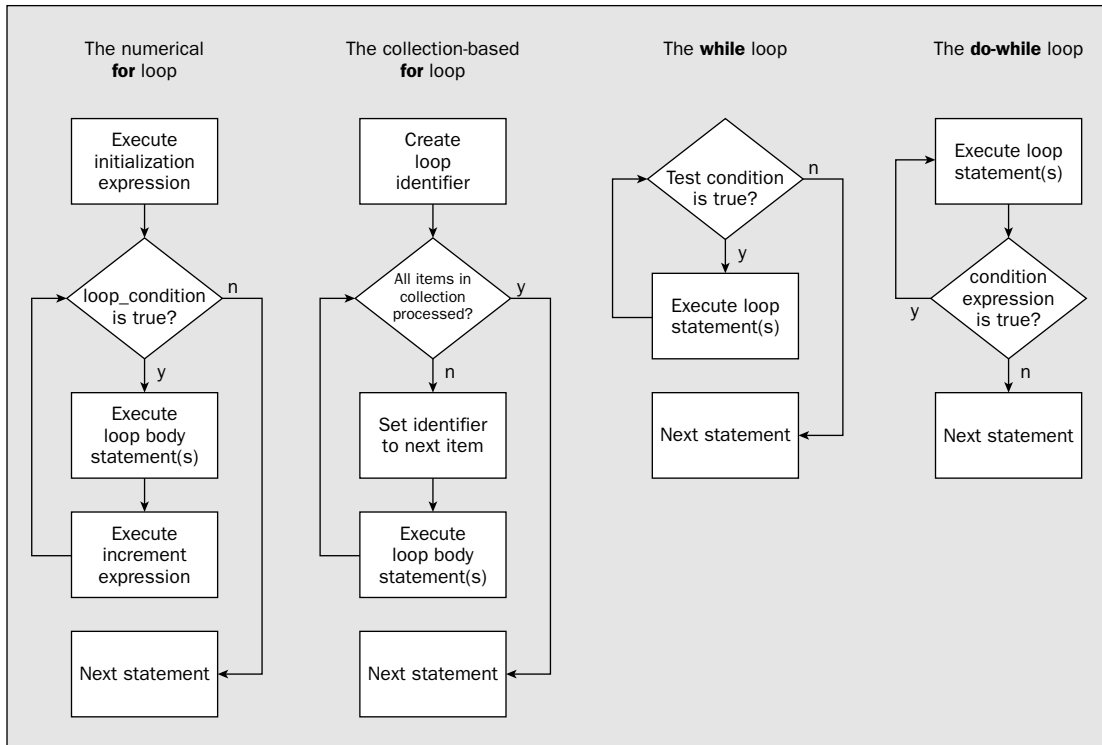 The numerical
for loop
Execute
initialization
expression
loop_condition
is true?
n
y
Execute
loop body
statement(s)
Execute
increment
expression
Next statement
The collection-based
for loop
Create
loop
identifier
All items in
collection
processed?
y
n
Set identifier
to next item
Execute
loop body
statement(s)
Next statement
The while loop
Test condition
is true?
n
y
Execute loop
statement(s)
Next statement
The do-while loop
Execute loop
statement(s)
condition
expression
is true?
y
n
Next statement